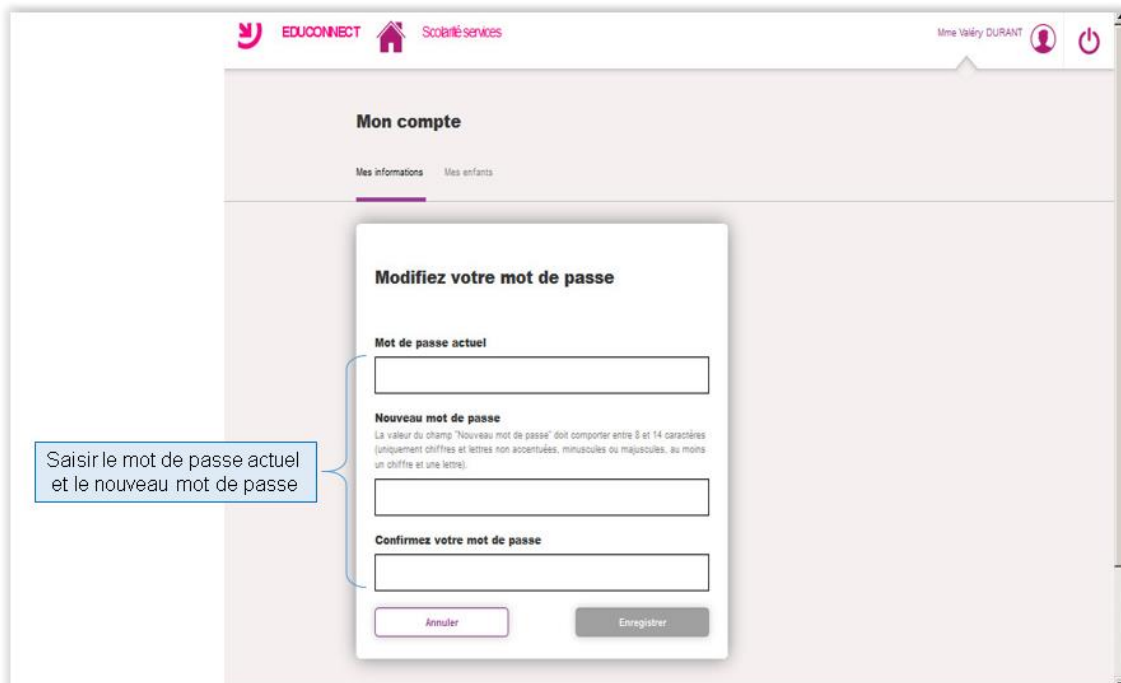 EDUCONNECT Scolarité services Mme Valéry DURANT
Mon compte
Mes informations Mes enfants
Modifiez votre mot de passe
Mot de passe actuel
Nouveau mot de passe
La valeur du champ "Nouveau mot de passe" doit comporter entre 8 et 14 caractères
(uniquement chiffres et lettres non accentuées, minuscules ou majuscules, au moins
un chiffre et une lettre).
Saisir le mot de passe actuel
et le nouveau mot de passe
Confirmez votre mot de passe
Annuler Enregistrer